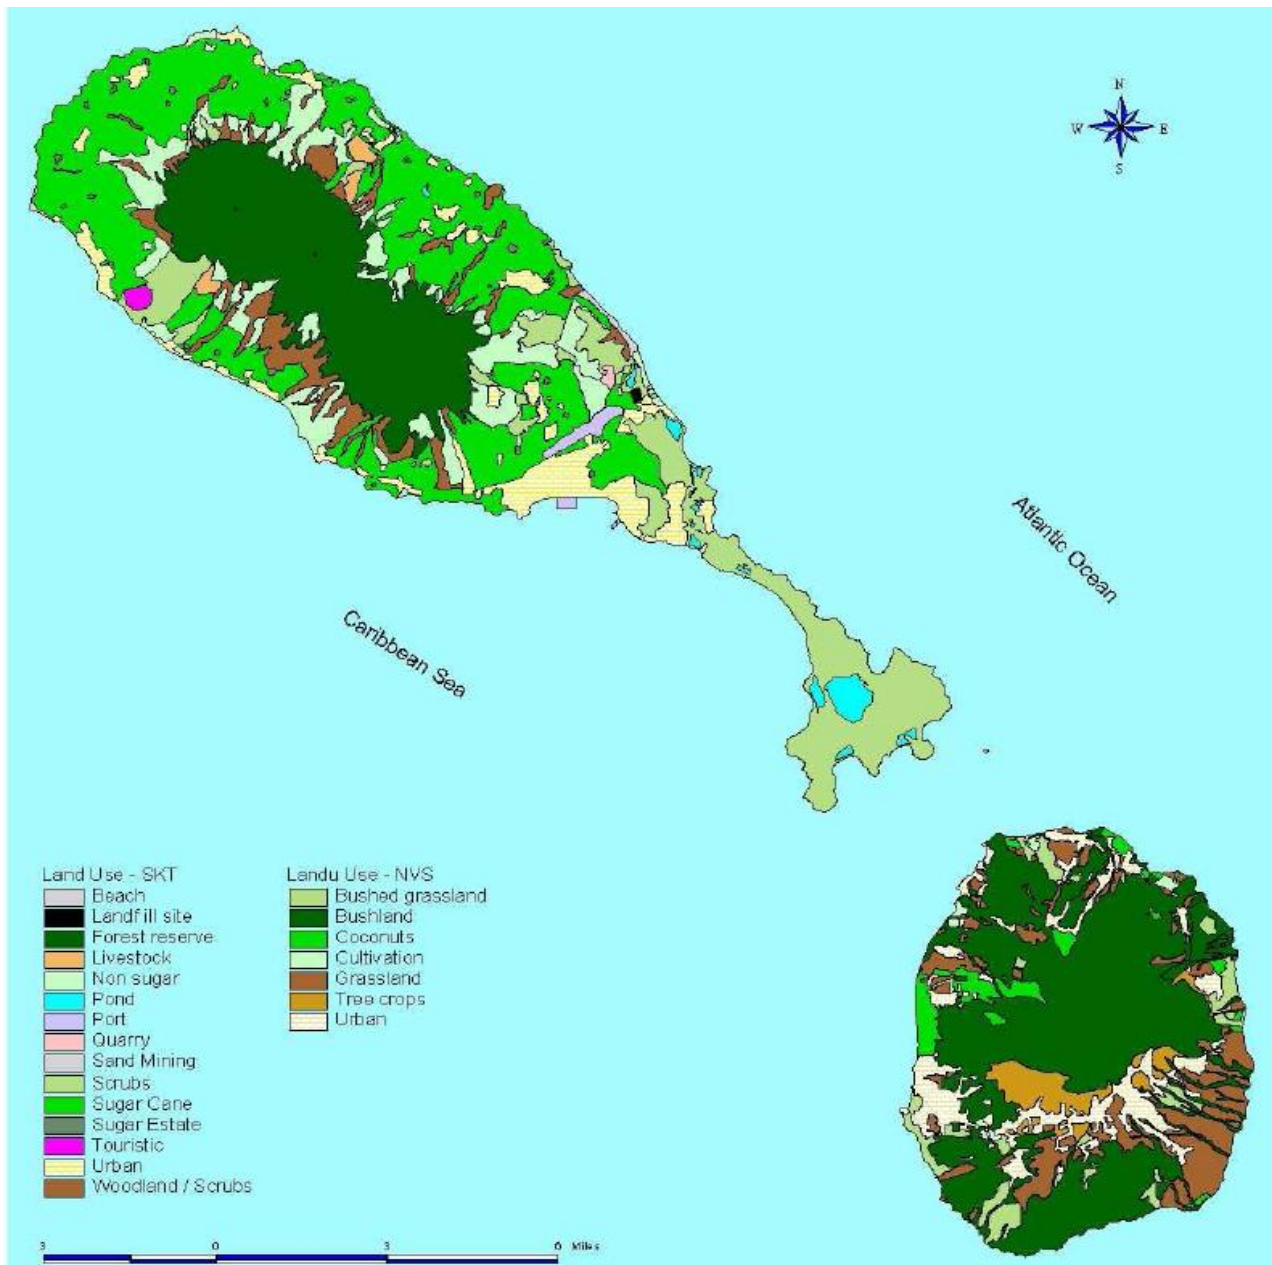 N
W E
S
Atlantic Ocean
Caribbean Sea
Land Use - SKT
Beach
Landfill site
Forest reserve
Livestock
Non sugar
Pond
Port
Quarry
Sand Mining
Scrubs
Sugar Cane
Sugar Estate
Touristic
Urban
Woodland / Scrubs
Landu Use - NVS
Bushed grassland
Bushland
Coconuts
Cultivation
Grassland
Tree crops
Urban
3 0 3 6 Miles